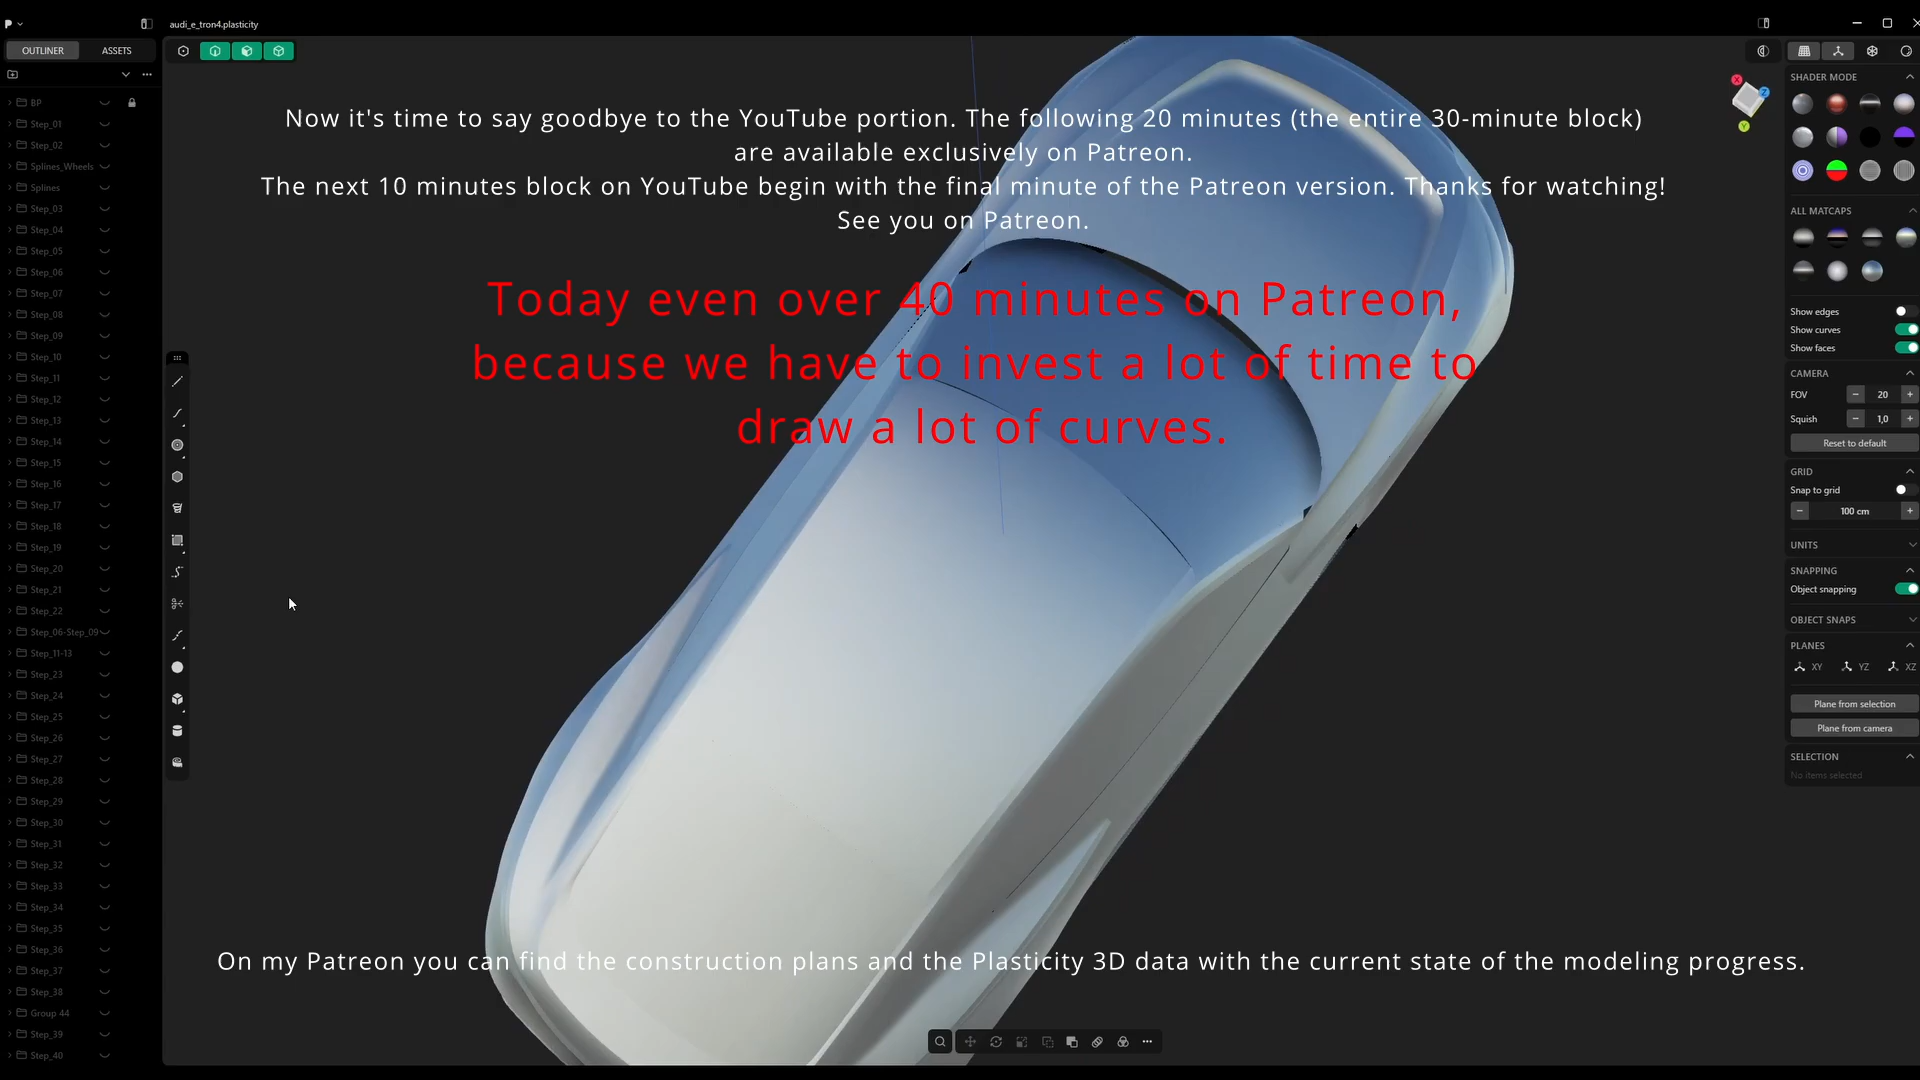 audi_e_tron4.plasticity
OUTLINER
ASSETS
BP
Step_01
Step_02
Splines_Wheels
Splines
Step_03
Step_04
Step_05
Step_06
Step_07
Step_08
Step_09
Step_10
Step_11
Step_12
Step_13
Step_14
Step_15
Step_16
Step_17
Step_18
Step_19
Step_20
Step_21
Step_22
Step_06-Step_09
Step_11-13
Step_23
Step_24
Step_25
Step_26
Step_27
Step_28
Step_29
Step_30
Step_31
Step_32
Step_33
Step_34
Step_35
Step_36
Step_37
Step_38
Group 44
Step_39
Step_40
Now it's time to say goodbye to the YouTube portion. The following 20 minutes (the entire 30-minute block)
are available exclusively on Patreon.
The next 10 minutes block on YouTube begin with the final minute of the Patreon version. Thanks for watching!
See you on Patreon.
Today even over 40 minutes on Patreon,
because we have to invest a lot of time to
draw a lot of curves.
On my Patreon you can find the construction plans and the Plasticity 3D data with the current state of the modeling progress.
X
Z
Y
SHADER MODE
ALL MATCAPS
Show edges
Show curves
Show faces
CAMERA
FOV
20
Squish
1,0
Reset to default
GRID
Snap to grid
100 cm
UNITS
SNAPPING
Object snapping
OBJECT SNAPS
PLANES
XY
YZ
XZ
Plane from selection
Plane from camera
SELECTION
No items selected